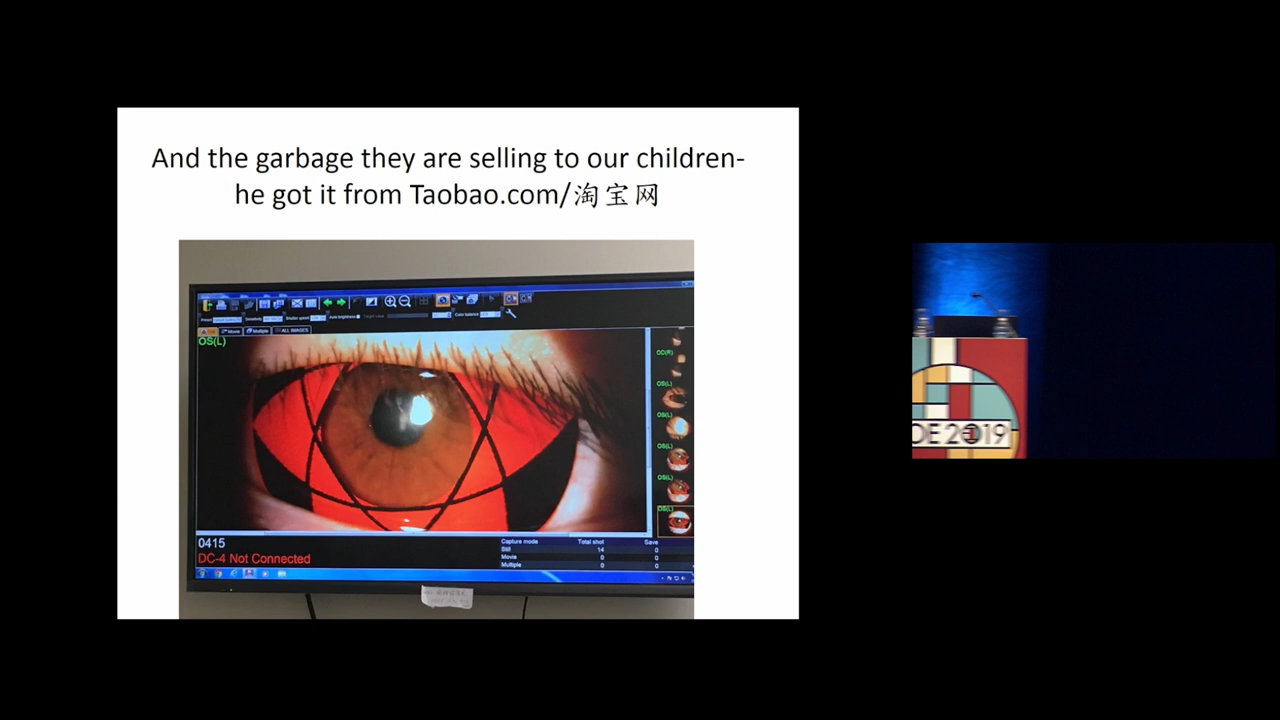 And the garbage they are selling to our children-
he got it from Taobao.com/淘宝网
Movie
Multiple
ALL IMAGES
OS(L)
OD(R)
OS(L)
OS(L)
OS(L)
OS(L)
OS(L)
0415
DC-4 Not Connected
Capture mode Total shot Save
Still 14 0
Movie 0 0
Multiple 0 0
DE 2019